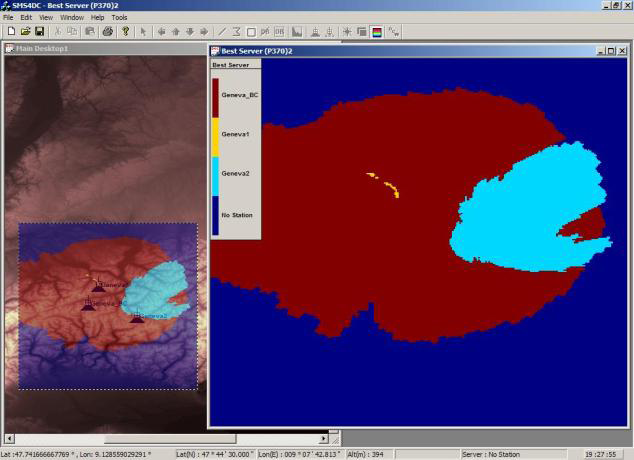 SMS4DC - Best Server (P370)2
File Edit View Window Help Tools
Main Desktop1
Best Server (P370)2
Best Server
Geneva_BC
Geneva1
Geneva2
No Station
Geneva1
Geneva_BC
Geneva2
Lat :47.741666667769 °, Lon: 9.128559029291 ° Lat(N) : 47 ° 44 ' 30.000 " Lon(E) : 009 ° 07 ' 42.813 " Alt(m) : 394 Server : No Station 19 :27 :55